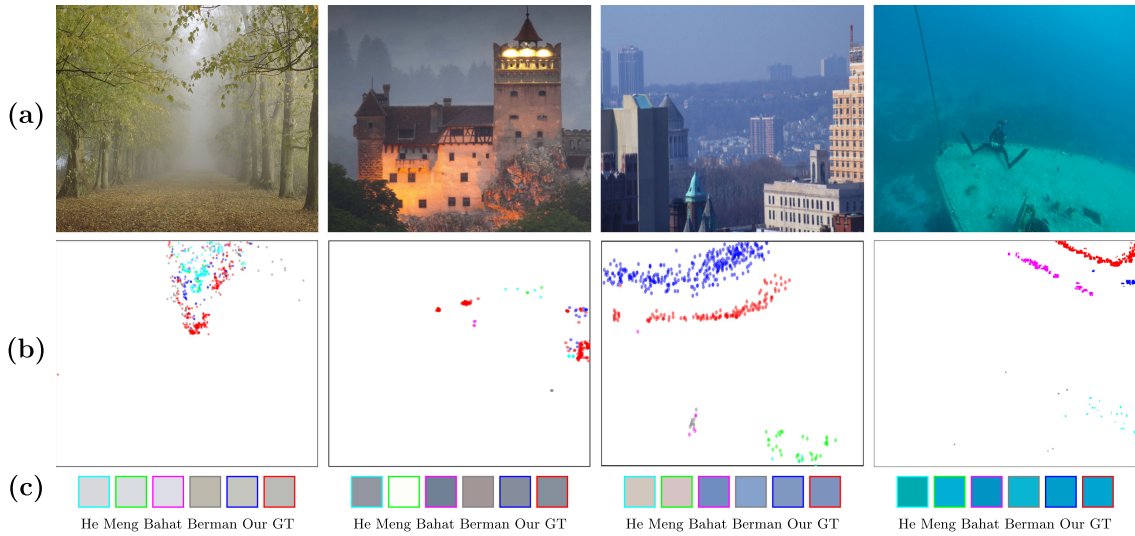 (a)
(b)
(c)
He Meng Bahat Berman Our GT
He Meng Bahat Berman Our GT
He Meng Bahat Berman Our GT
He Meng Bahat Berman Our GT